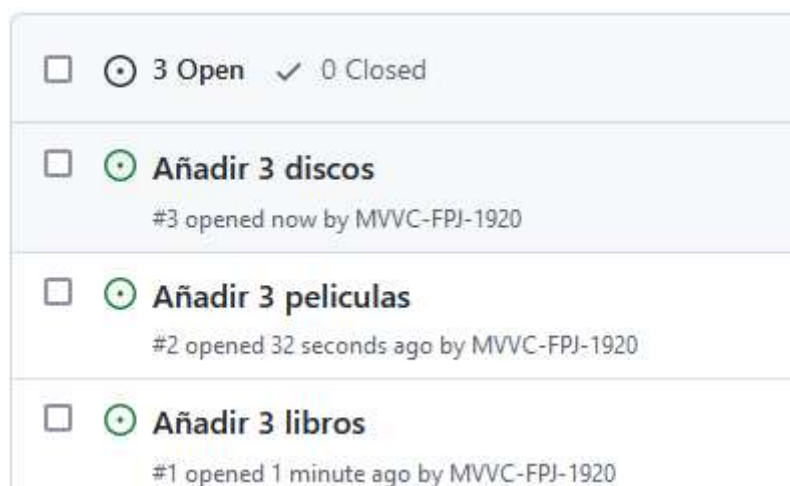 3 Open 0 Closed
Añadir 3 discos
#3 opened now by MVVC-FPJ-1920
Añadir 3 peliculas
#2 opened 32 seconds ago by MVVC-FPJ-1920
Añadir 3 libros
#1 opened 1 minute ago by MVVC-FPJ-1920